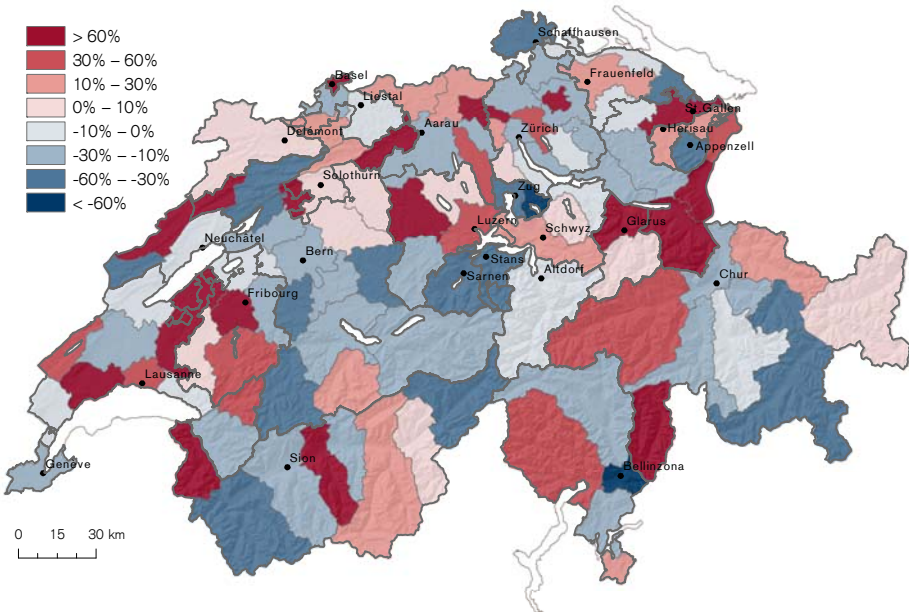 > 60%
30% – 60%
10% – 30%
0% – 10%
-10% – 0%
-30% – -10%
-60% – -30%
< -60%
Schaffhausen
Basel
Liestal
Frauenfeld
Delémont
Aarau
Zürich
St.Gallen
Herisau
Appenzell
Solothurn
Zug
Neuchâtel
Luzern
Schwyz
Glarus
Bern
Stans
Sarnen
Altdorf
Chur
Fribourg
Lausanne
Genève
Sion
Bellinzona
0 15 30 km